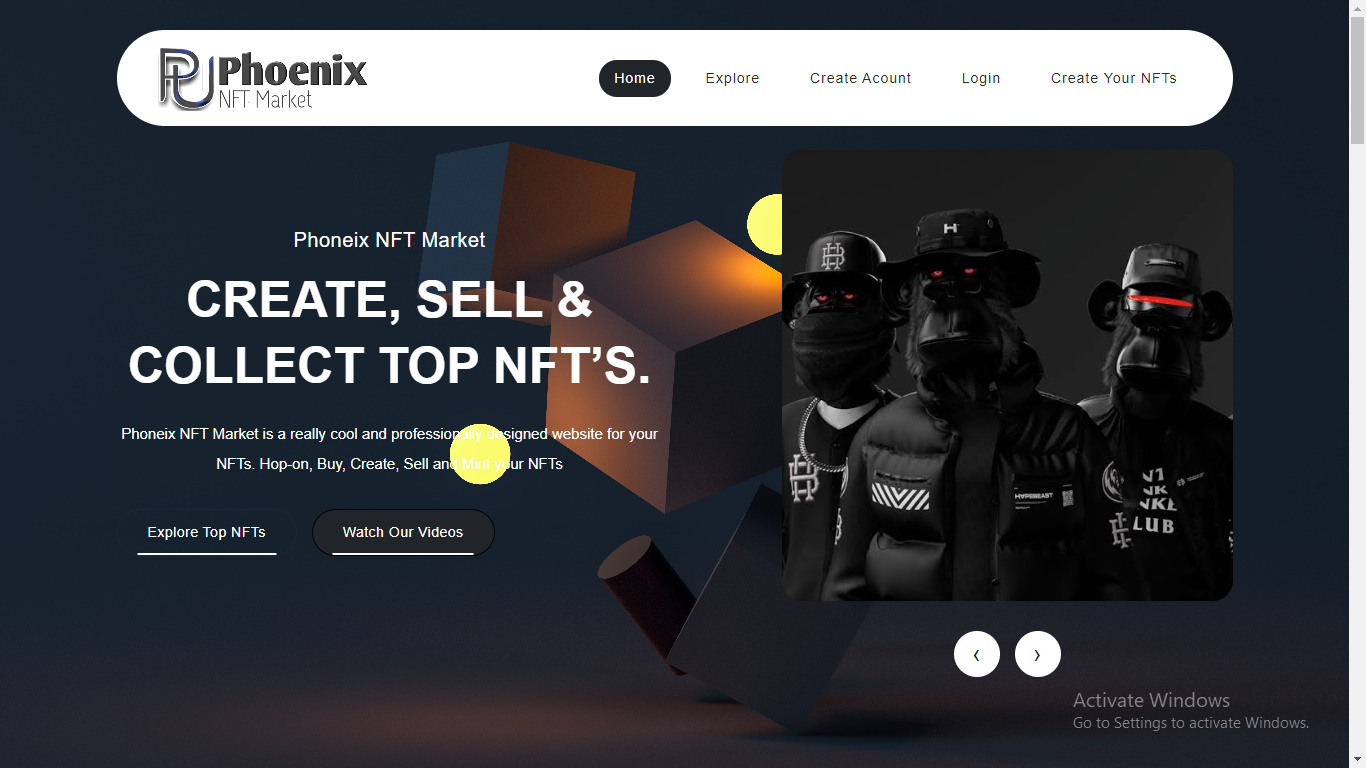 PU Phoenix
NFT Market
Home
Explore
Create Acount
Login
Create Your NFTs
Phoneix NFT Market
CREATE, SELL &
COLLECT TOP NFT’S.
Phoneix NFT Market is a really cool and professionally designed website for your
NFTs. Hop-on, Buy, Create, Sell and Mint your NFTs
Explore Top NFTs
Watch Our Videos
H
HYPEBEAST
CLUB
‹
›
Activate Windows
Go to Settings to activate Windows.